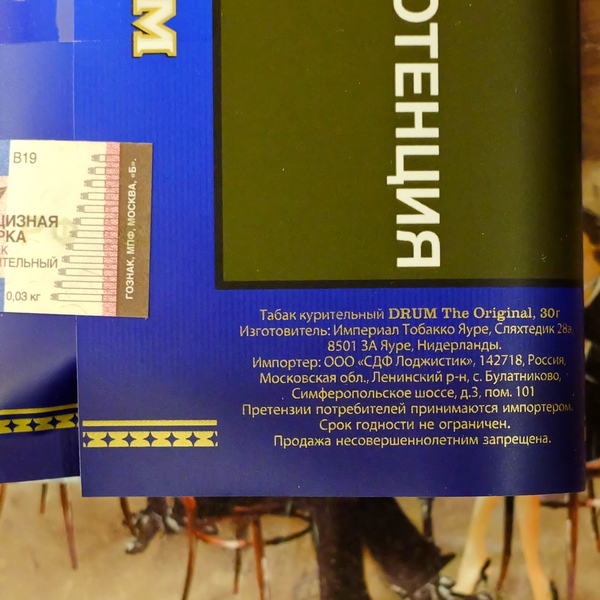 M
ОТЕНЦИЯ
B19
ЦИЗНАЯ
РКА
К
ИТЕЛЬНЫЙ
0,03 кг
ГОЗНАК, МПФ, МОСКВА, «Б».
Табак курительный DRUM The Original, 30г
Изготовитель: Империал Тобакко Яуре, Сляхтедик 28а
8501 ЗА Яуре, Нидерланды.
Импортер: ООО «СДФ Лоджистик», 142718, Россия,
Московская обл., Ленинский р-н, с. Булатниково,
Симферопольское шоссе, д.3, пом. 101
Претензии потребителей принимаются импортером.
Срок годности не ограничен.
Продажа несовершеннолетним запрещена.